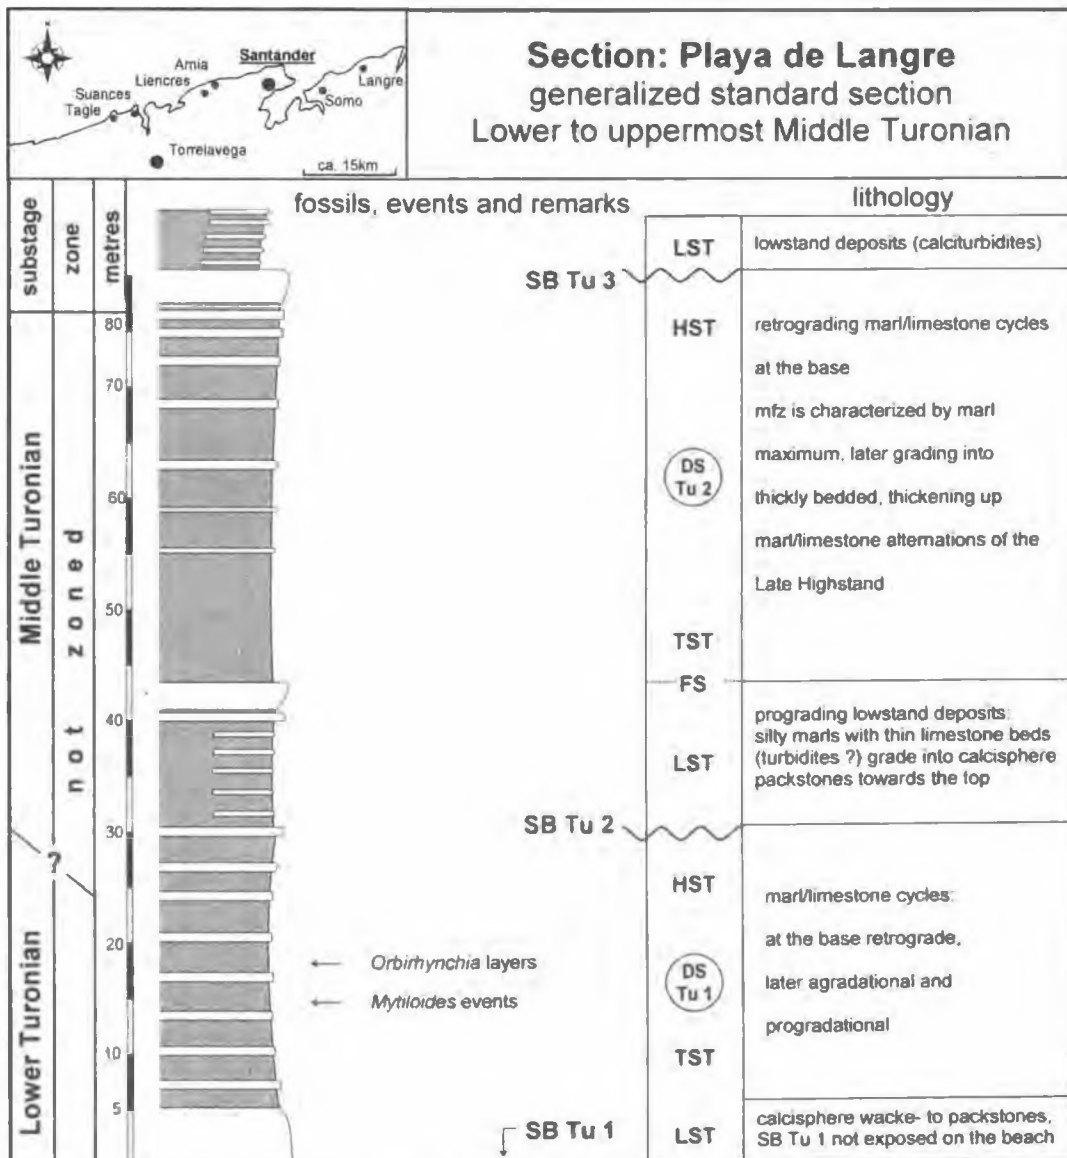 Santander
Arnia
Liencres
Langre
Suances
Tagle
Somo
Torrelavega
ca. 15km
Section: Playa de Langre
generalized standard section
Lower to uppermost Middle Turonian
substage
zone
metres
fossils, events and remarks
lithology
LST
lowstand deposits (calciturbidites)
SB Tu 3
80
HST
retrograding marl/limestone cycles
at the base
70
mfz is characterized by marl
maximum, later grading into
DS
Tu 2
thickly bedded, thickening up
60
marl/limestone alternations of the
Late Highstand
Middle Turonian
not zoned
50
TST
FS
40
prograding lowstand deposits:
silty marls with thin limestone beds
(turbidites ?) grade into calcisphere
packstones towards the top
LST
30
SB Tu 2
?
HST
marl/limestone cycles:
20
at the base retrograde,
Orbirhynchia layers
DS
Tu 1
later agradational and
Mytiloides events
progradational
Lower Turonian
10
TST
5
SB Tu 1
LST
calcisphere wacke- to packstones,
SB Tu 1 not exposed on the beach